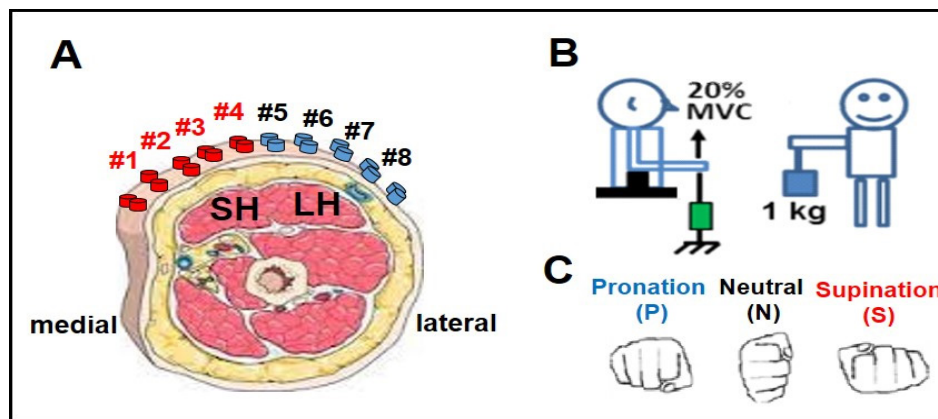 A
#1
#2
#3
#4
#5
#6
#7
#8
SH
LH
medial
lateral
B
20%
MVC
1 kg
C
Pronation
(P)
Neutral
(N)
Supination
(S)